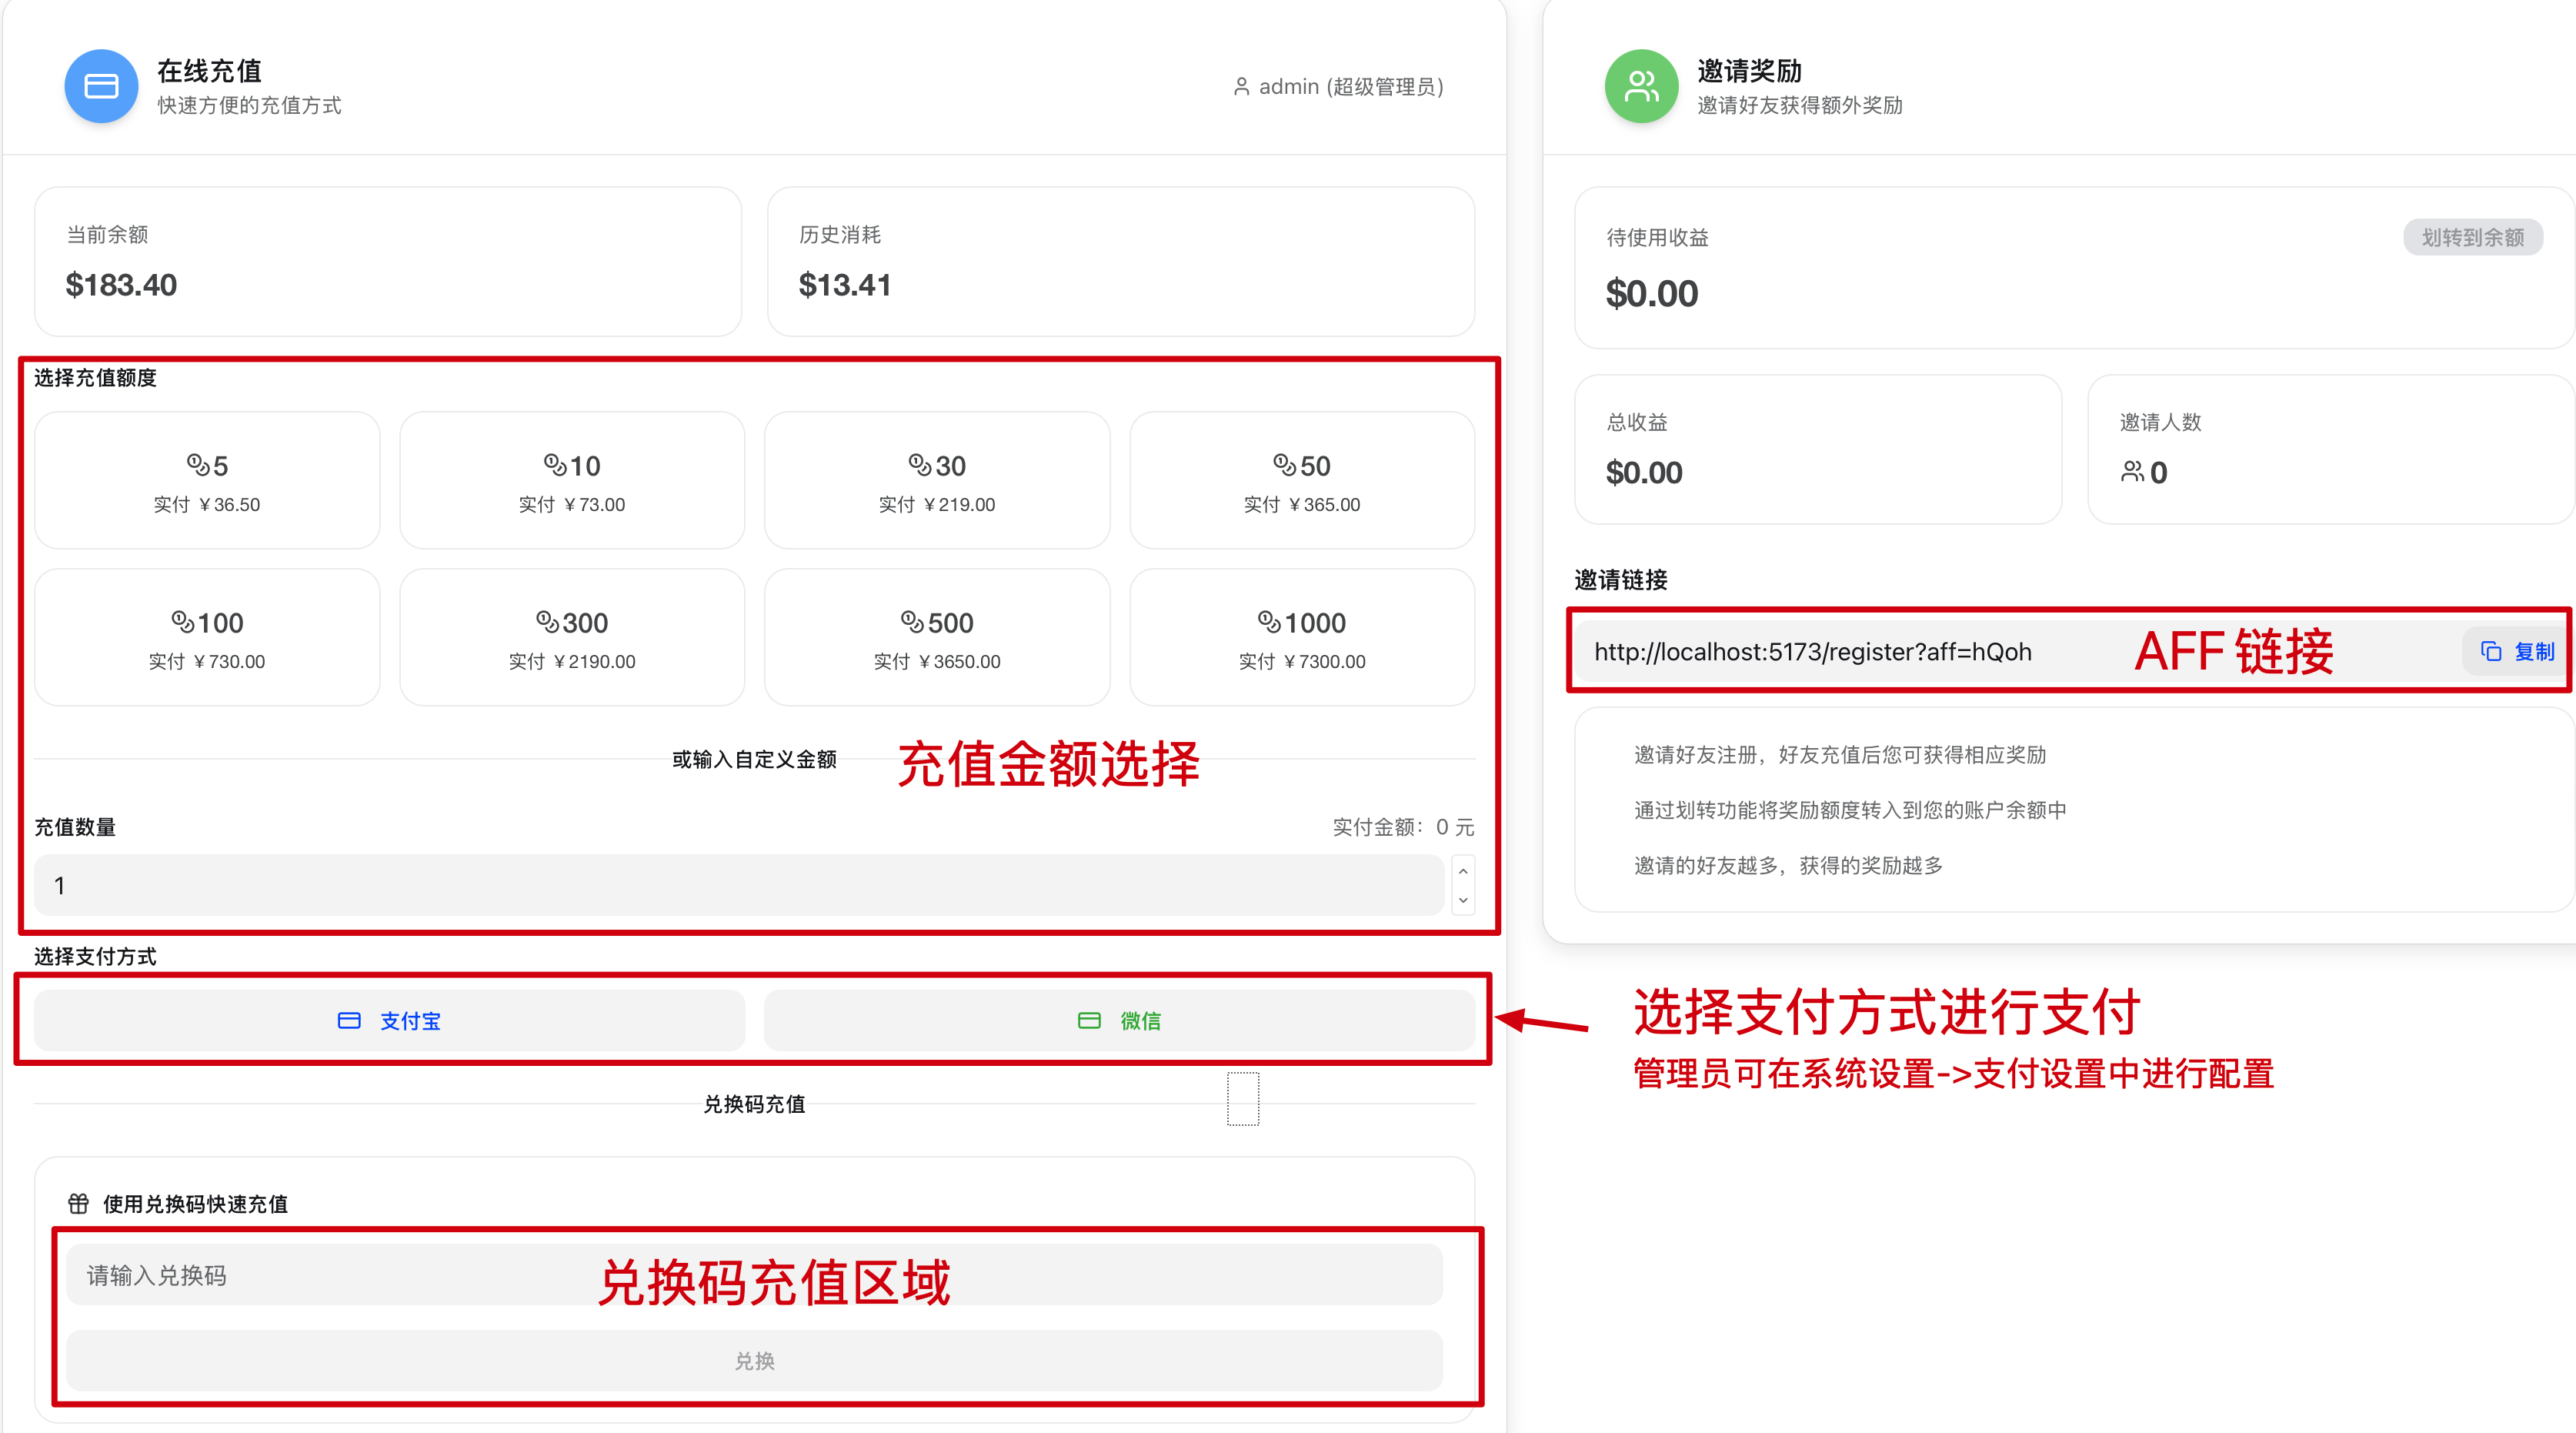 在线充值
快速方便的充值方式
admin (超级管理员)
当前余额
$183.40
历史消耗
$13.41
选择充值额度
5
实付 ¥36.50
10
实付 ¥73.00
30
实付 ¥219.00
50
实付 ¥365.00
100
实付 ¥730.00
300
实付 ¥2190.00
500
实付 ¥3650.00
1000
实付 ¥7300.00
或输入自定义金额
充值金额选择
充值数量
实付金额：0 元
1
选择支付方式
支付宝
微信
兑换码充值
使用兑换码快速充值
请输入兑换码
兑换码充值区域
兑换
邀请奖励
邀请好友获得额外奖励
待使用收益
划转到余额
$0.00
总收益
$0.00
邀请人数
0
邀请链接
http://localhost:5173/register?aff=hQoh
AFF 链接
复制
邀请好友注册，好友充值后您可获得相应奖励
通过划转功能将奖励额度转入到您的账户余额中
邀请的好友越多，获得的奖励越多
选择支付方式进行支付
管理员可在系统设置->支付设置中进行配置